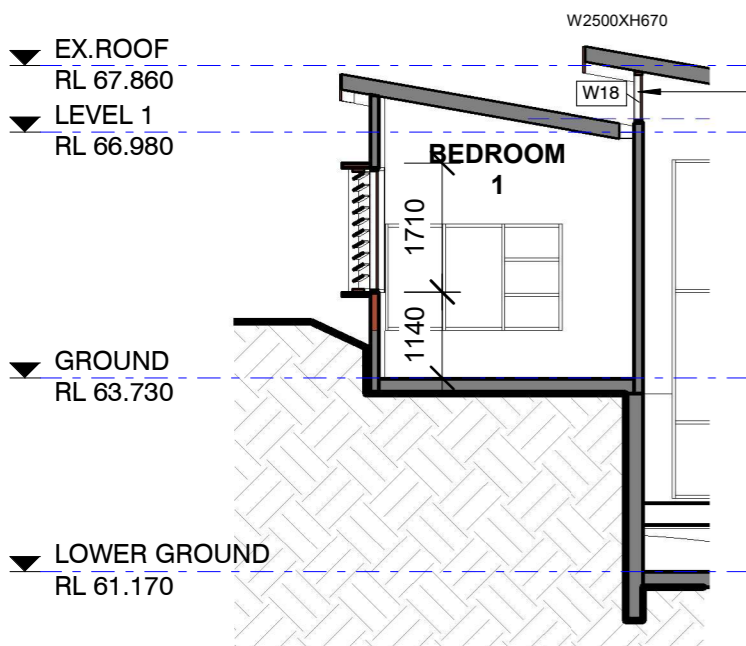 W2500XH670
EX.ROOF
RL 67.860
W18
LEVEL 1
RL 66.980
BEDROOM
1
1710
1140
GROUND
RL 63.730
LOWER GROUND
RL 61.170